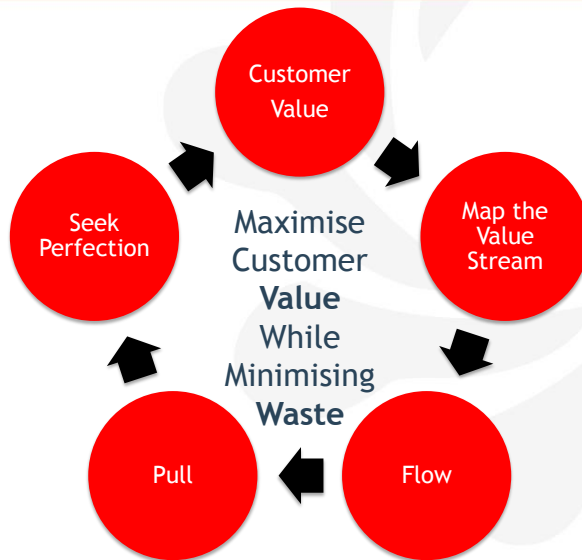 Customer
Value
Map the
Value
Stream
Flow
Pull
Seek
Perfection
Maximise
Customer
Value
While
Minimising
Waste